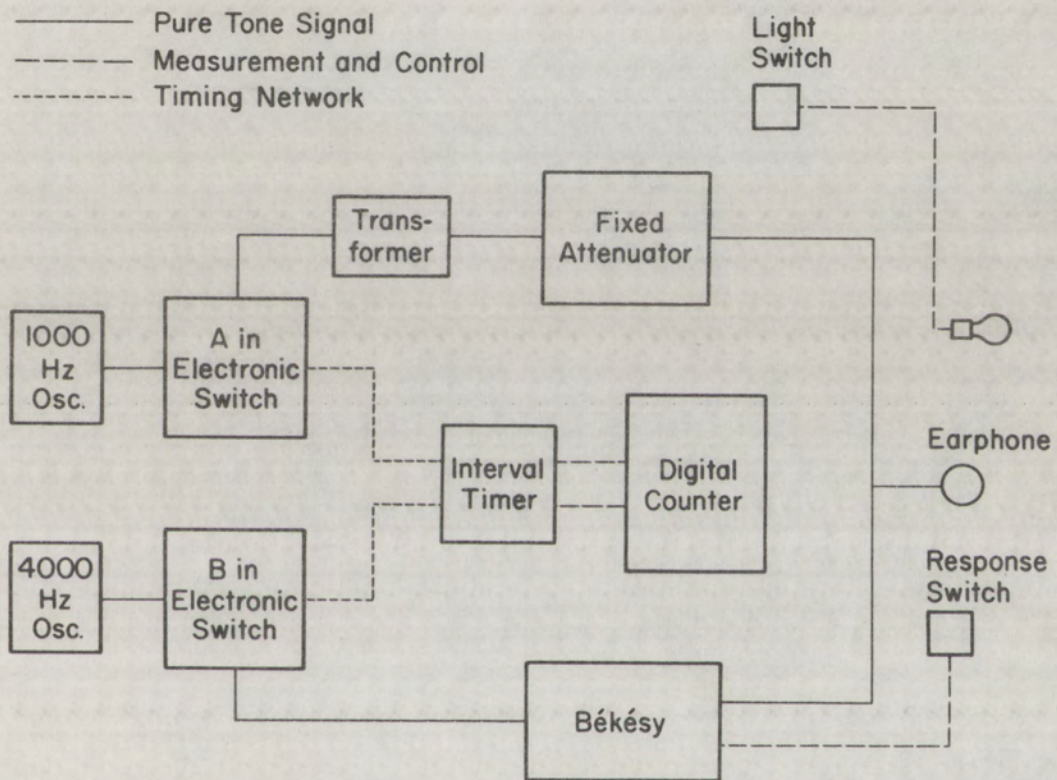 Pure Tone Signal
Measurement and Control
Timing Network
Light
Switch
Trans-
former
Fixed
Attenuator
1000
Hz
Osc.
A in
Electronic
Switch
Interval
Timer
Digital
Counter
Earphone
4000
Hz
Osc.
B in
Electronic
Switch
Response
Switch
Békésy